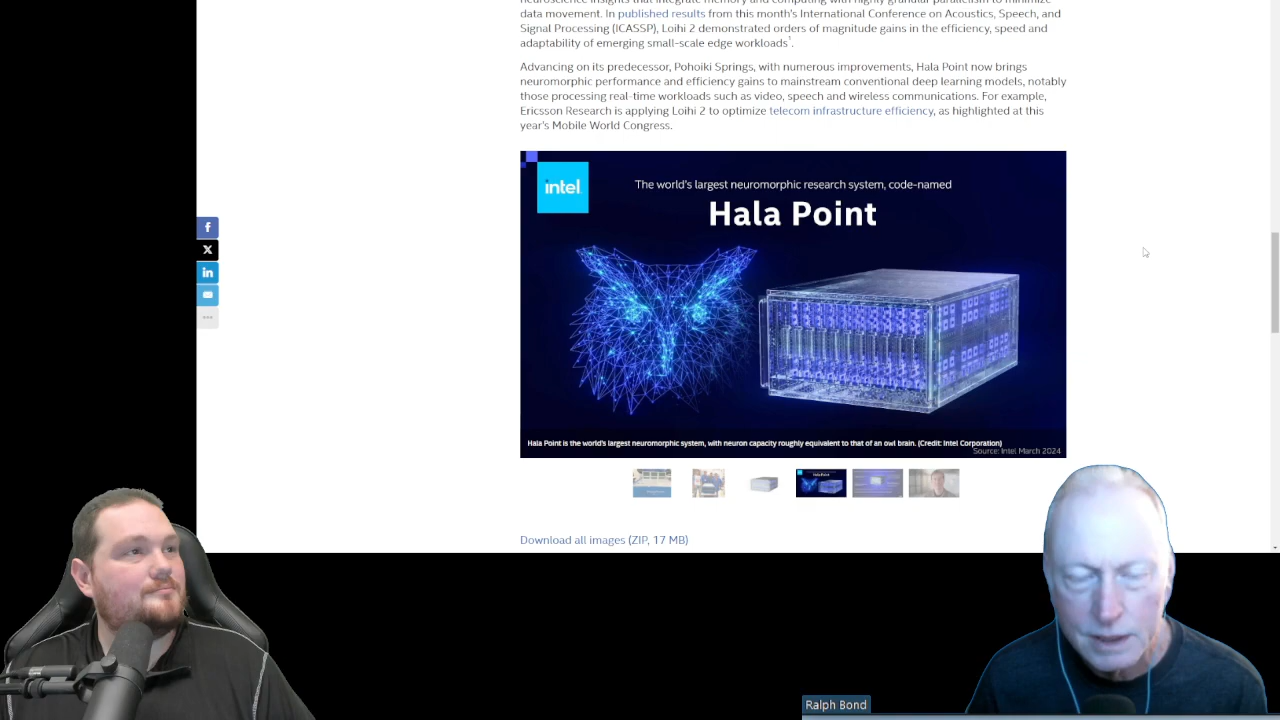 neuroscience insights that integrate memory and computing with highly granular parallelism to minimize
data movement. In published results from this month's International Conference on Acoustics, Speech, and
Signal Processing (ICASSP), Loihi 2 demonstrated orders of magnitude gains in the efficiency, speed and
adaptability of emerging small-scale edge workloads¹.
Advancing on its predecessor, Pohoiki Springs, with numerous improvements, Hala Point now brings
neuromorphic performance and efficiency gains to mainstream conventional deep learning models, notably
those processing real-time workloads such as video, speech and wireless communications. For example,
Ericsson Research is applying Loihi 2 to optimize telecom infrastructure efficiency, as highlighted at this
year's Mobile World Congress.
intel
The world's largest neuromorphic research system, code-named
Hala Point
Hala Point is the world's largest neuromorphic system, with neuron capacity roughly equivalent to that of an owl brain. (Credit: Intel Corporation)
Source: Intel March 2024
f
X
in
Download all images (ZIP, 17 MB)
Ralph Bond